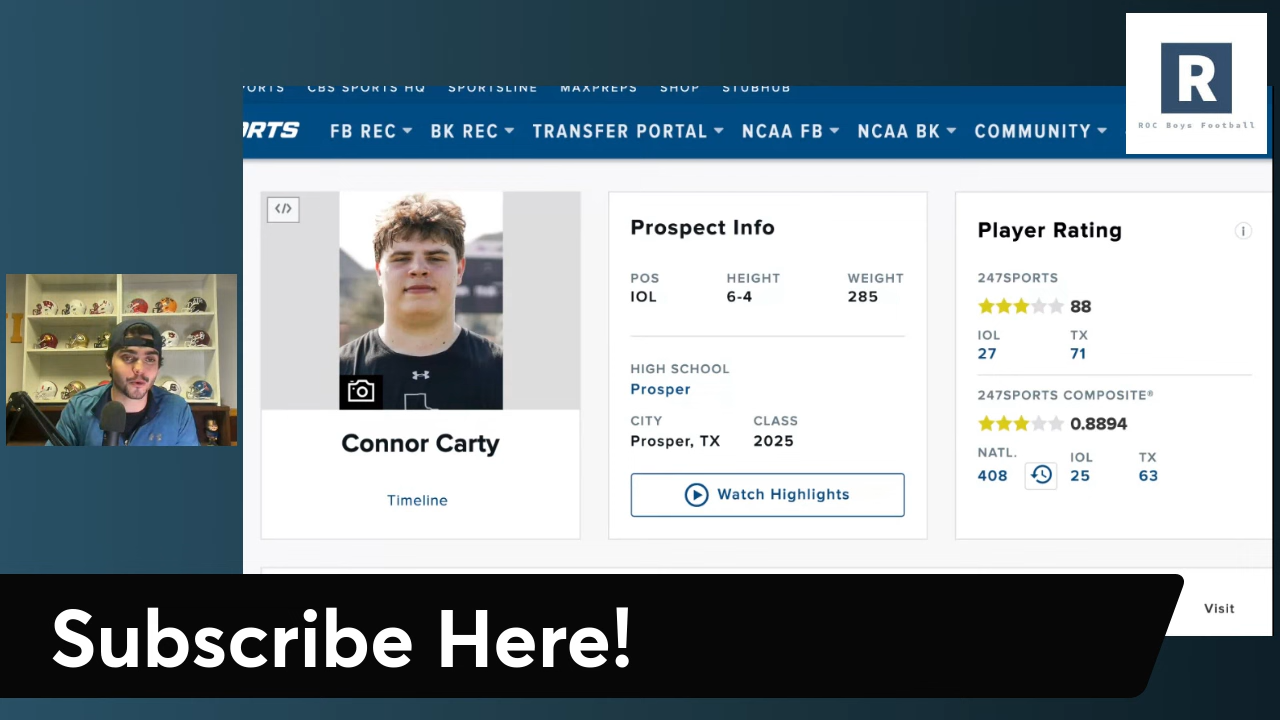 CBS SPORTS HQ SPORTSLINE MAXPREPS SHOP STUBHUB
FB REC BK REC TRANSFER PORTAL NCAA FB NCAA BK COMMUNITY
R
ROC Boys Football
</>
Connor Carty
Timeline
Prospect Info
POS HEIGHT WEIGHT
IOL 6-4 285
HIGH SCHOOL
Prosper
CITY CLASS
Prosper, TX 2025
Watch Highlights
Player Rating
i
247SPORTS
88
IOL TX
27 71
247SPORTS COMPOSITE®
0.8894
NATL. IOL TX
408 25 63
Visit
Subscribe Here!